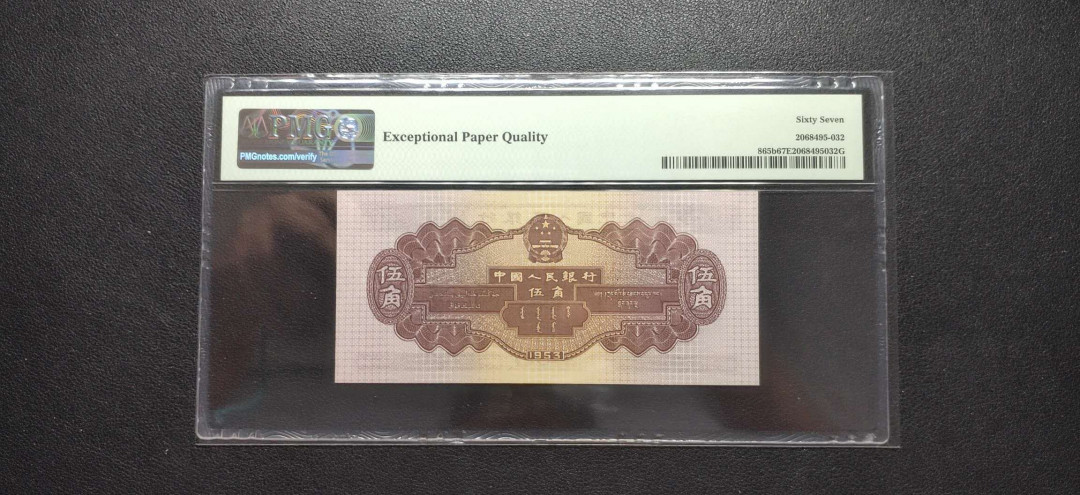 PMG
PMGnotes.com/verify
Exceptional Paper Quality
Sixty Seven
2068495-032
865b67E2068495032G
中國人民銀行
伍角
伍角
伍角
1953